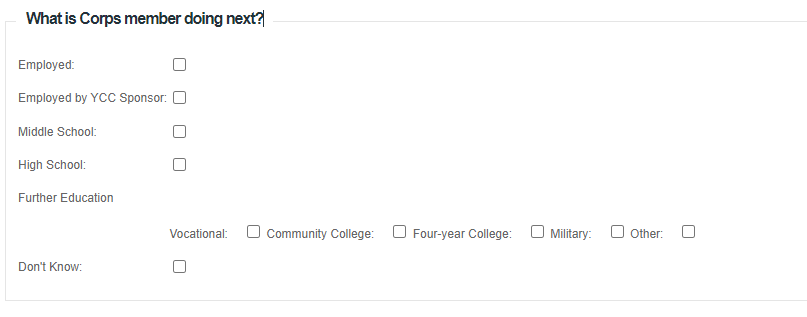 What is Corps member doing next?
Employed:
Employed by YCC Sponsor:
Middle School:
High School:
Further Education
Vocational: Community College: Four-year College: Military: Other:
Don't Know: